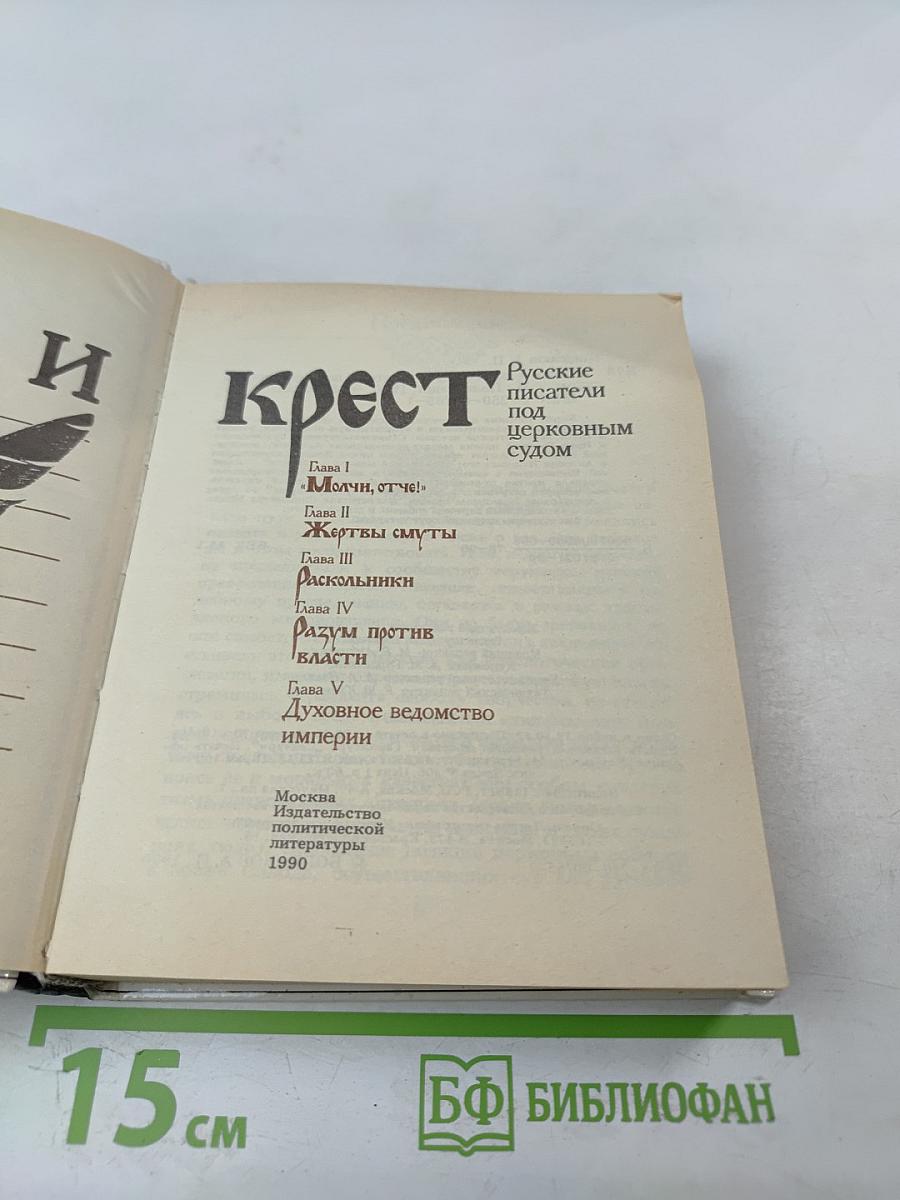 И
КРЕСТ
Русские
писатели
под
церковным
судом
Глава I
«Молчи, отче!»
Глава II
Жертвы смуты
Глава III
Раскольники
Глава IV
Разум против
власти
Глава V
Духовное ведомство
империи
Москва
Издательство
политической
литературы
1990
15 см
БФ БИБЛИОФАН